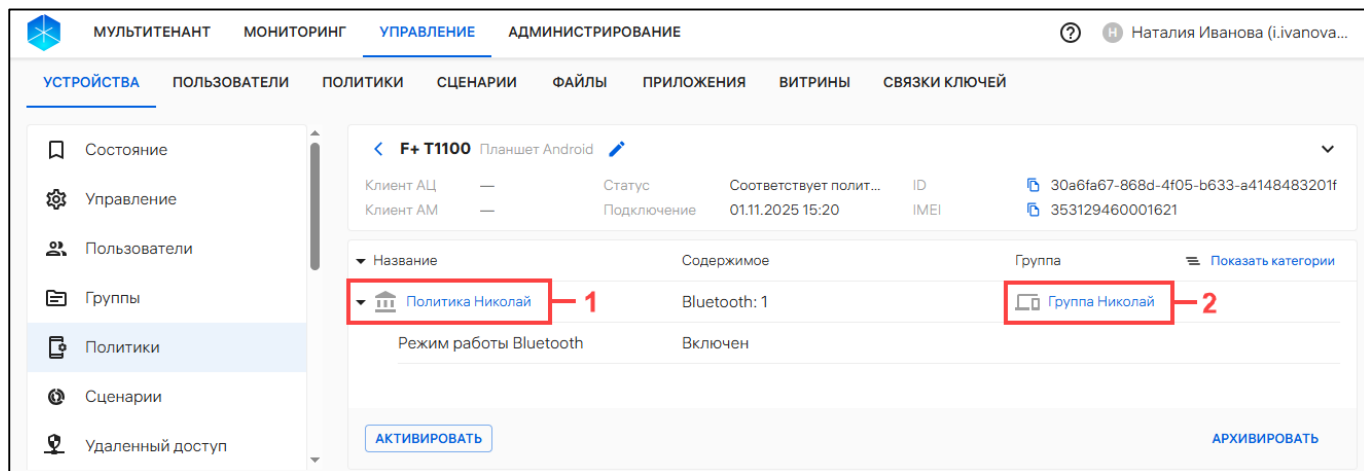 МУЛЬТИТЕНАНТ МОНИТОРИНГ УПРАВЛЕНИЕ АДМИНИСТРИРОВАНИЕ Н Наталия Иванова (i.ivanova...
УСТРОЙСТВА ПОЛЬЗОВАТЕЛИ ПОЛИТИКИ СЦЕНАРИИ ФАЙЛЫ ПРИЛОЖЕНИЯ ВИТРИНЫ СВЯЗКИ КЛЮЧЕЙ
Состояние
Управление
Пользователи
Группы
Политики
Сценарии
Удаленный доступ
F+ T1100 Планшет Android
Клиент АЦ — Статус Соответствует полит... ID 30a6fa67-868d-4f05-b633-a4148483201f
Клиент АМ — Подключение 01.11.2025 15:20 IMEI 353129460001621
Название Содержимое Группа Показать категории
Политика Николай 1 Bluetooth: 1 Группа Николай 2
Режим работы Bluetooth Включен
АКТИВИРОВАТЬ АРХИВИРОВАТЬ